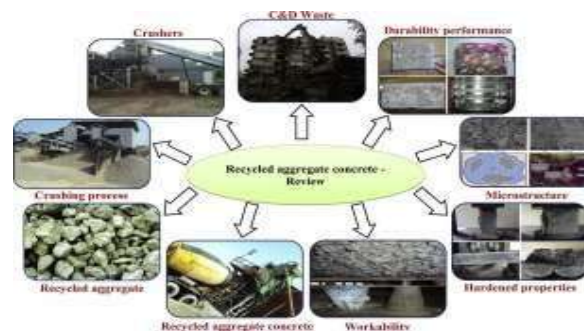 C&D Waste
Crushers
Durability performance
Recycled aggregate concrete -
Review
Crushing process
Microstructure
Recycled aggregate
Hardened properties
Recycled aggregate concrete
Workability